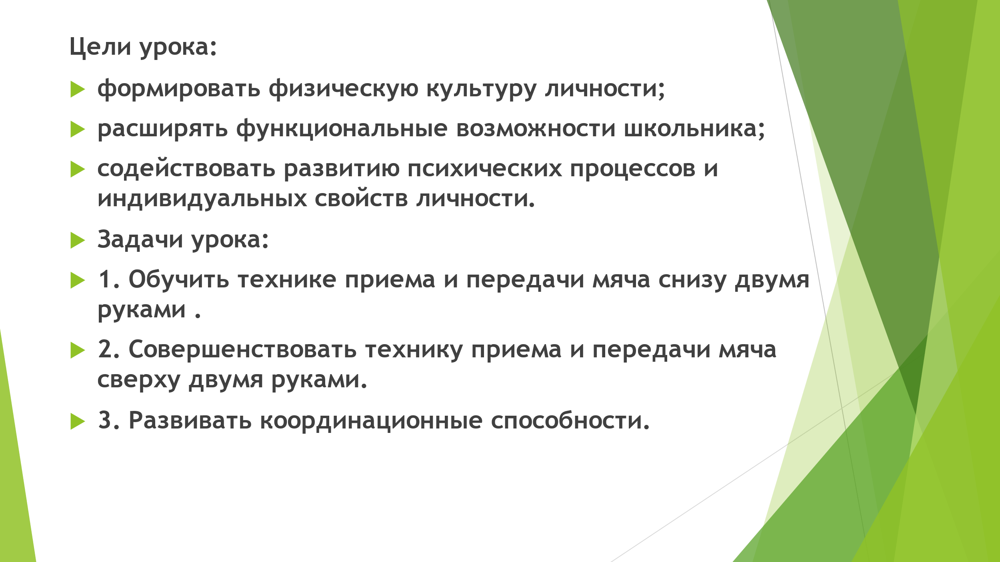 Цели урока:
формировать физическую культуру личности;
расширять функциональные возможности школьника;
содействовать развитию психических процессов и
индивидуальных свойств личности.
Задачи урока:
1. Обучить технике приема и передачи мяча снизу двумя
руками .
2. Совершенствовать технику приема и передачи мяча
сверху двумя руками.
3. Развивать координационные способности.